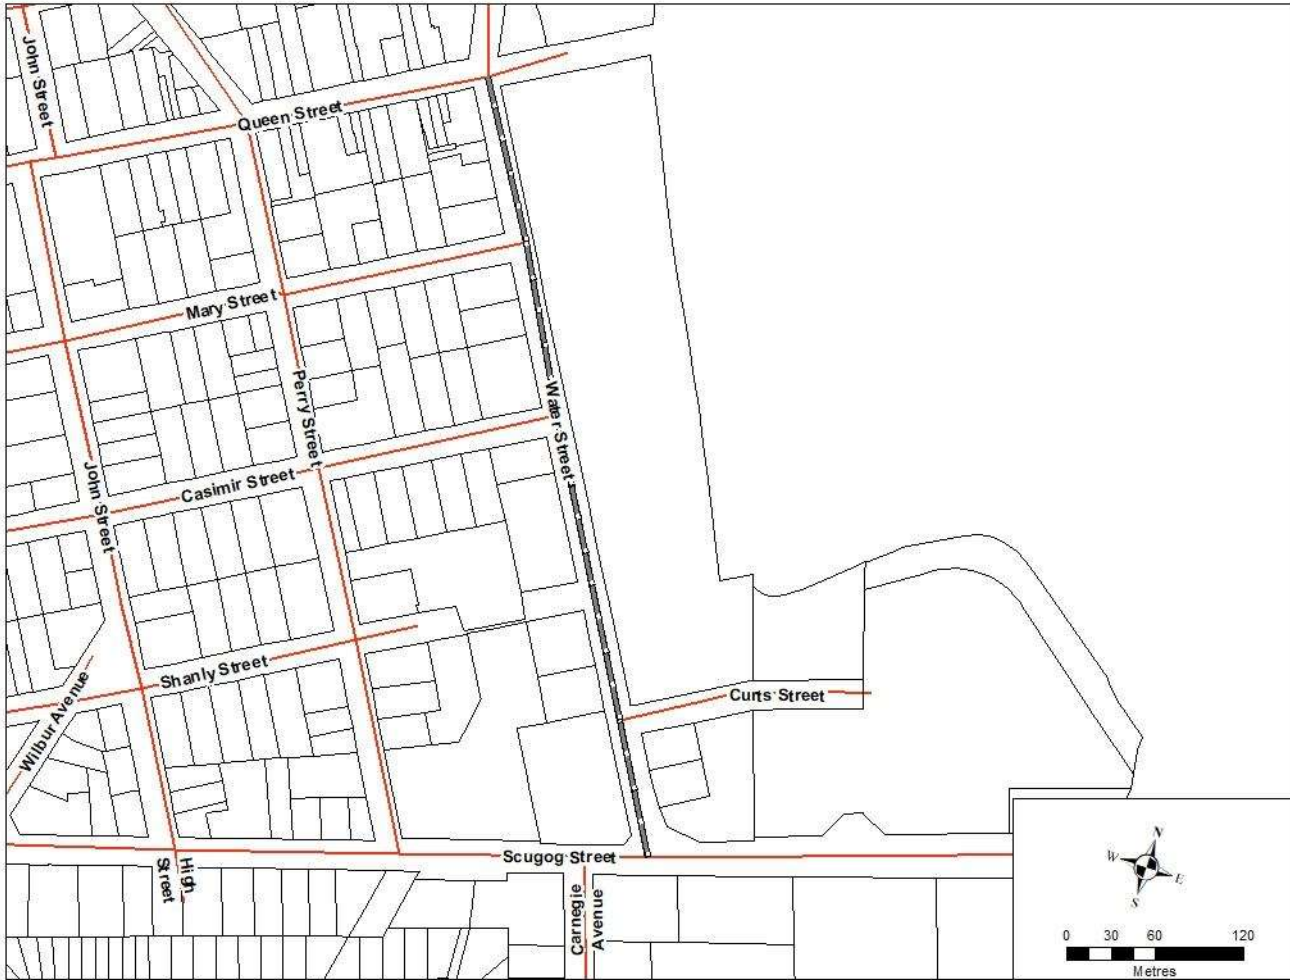 John Street
Queen Street
Mary Street
Perry Street
Water Street
Casimir Street
John Street
Shanly Street
Wilbur Avenue
Curts Street
Scugog Street
High
Street
Carnegie
Avenue
N
W
E
S
0 30 60 120
Metres